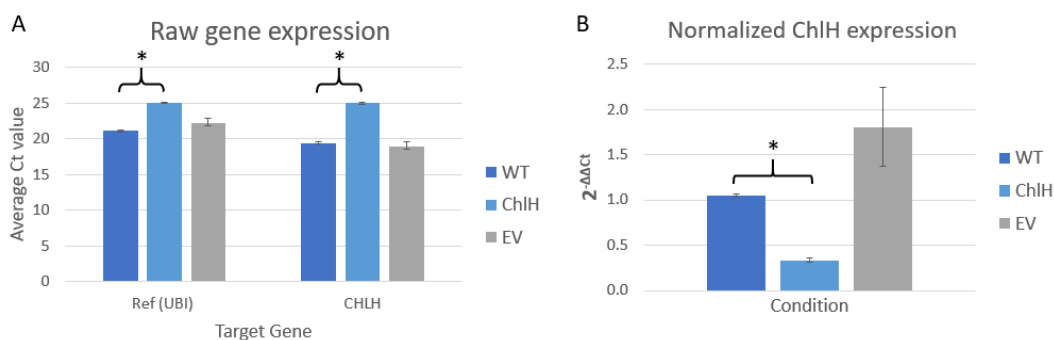 A
Raw gene expression
*
*
30
25
20
15
10
5
0
Average Ct value
Ref (UBI)
CHLH
Target Gene
WT
ChlH
EV
B
Normalized ChlH expression
*
2.5
2.0
1.5
1.0
0.5
0.0
2-ΔΔCt
Condition
WT
ChlH
EV